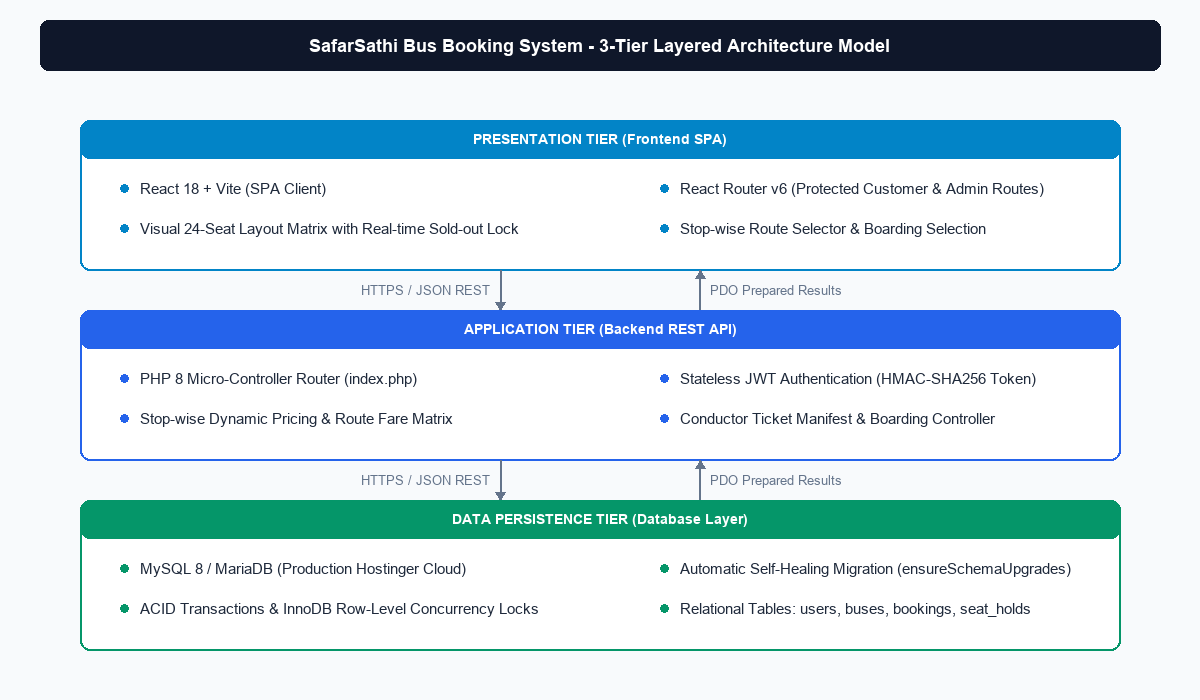 SafarSathi Bus Booking System - 3-Tier Layered Architecture Model
PRESENTATION TIER (Frontend SPA)
React 18 + Vite (SPA Client)
React Router v6 (Protected Customer & Admin Routes)
Visual 24-Seat Layout Matrix with Real-time Sold-out Lock
Stop-wise Route Selector & Boarding Selection
HTTPS / JSON REST
PDO Prepared Results
APPLICATION TIER (Backend REST API)
PHP 8 Micro-Controller Router (index.php)
Stateless JWT Authentication (HMAC-SHA256 Token)
Stop-wise Dynamic Pricing & Route Fare Matrix
Conductor Ticket Manifest & Boarding Controller
HTTPS / JSON REST
PDO Prepared Results
DATA PERSISTENCE TIER (Database Layer)
MySQL 8 / MariaDB (Production Hostinger Cloud)
Automatic Self-Healing Migration (ensureSchemaUpgrades)
ACID Transactions & InnoDB Row-Level Concurrency Locks
Relational Tables: users, buses, bookings, seat_holds